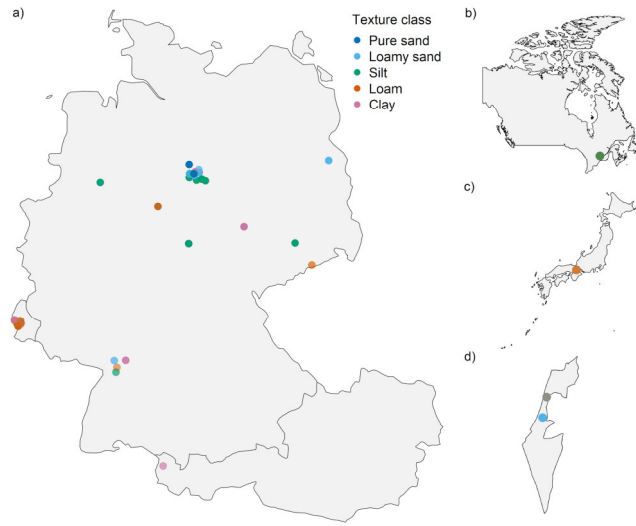 a)
Texture class
Pure sand
Loamy sand
Silt
Loam
Clay
b)
c)
d)